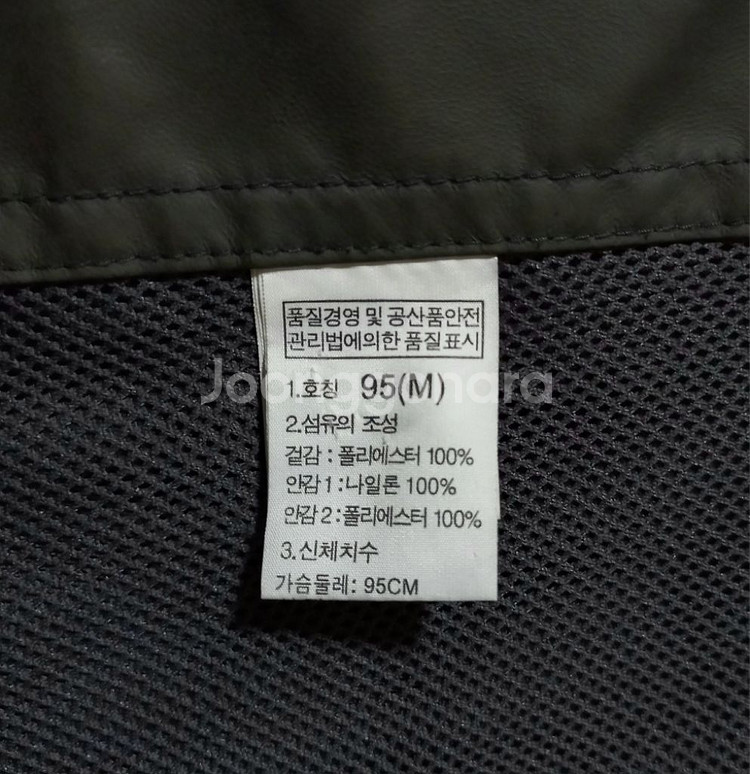 품질경영 및 공산품안전
관리법에의한 품질표시
Joonggonara
1.호칭 95(M)
2.섬유의 조성
겉감 : 폴리에스터 100%
안감 1 : 나일론 100%
안감 2 : 폴리에스터 100%
3.신체치수
가슴둘레: 95CM